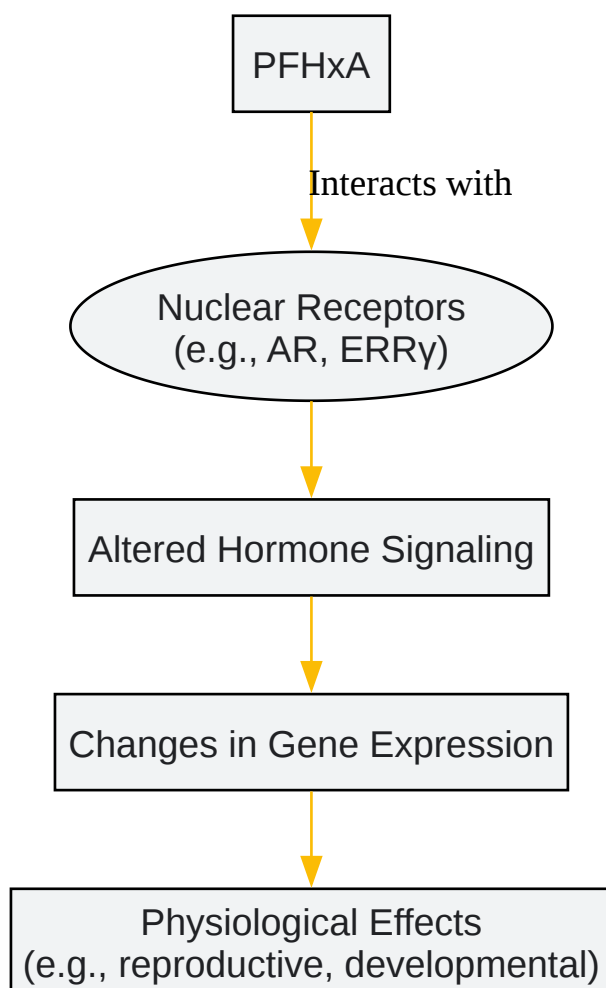 PFHxA
Interacts with
Nuclear Receptors
(e.g., AR, ERRγ)
Altered Hormone Signaling
Changes in Gene Expression
Physiological Effects
(e.g., reproductive, developmental)